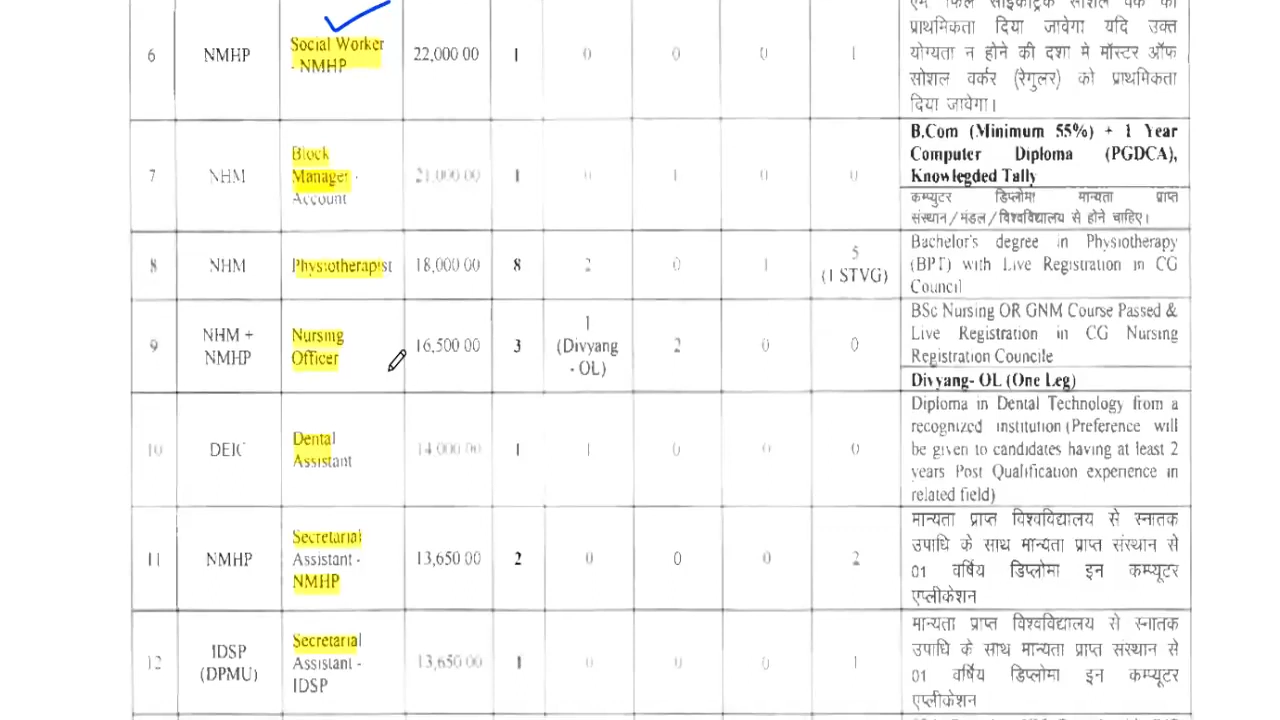 एम फिल साइकेट्रिक सोशल वर्क को
6 NMHP Social Worker 22,000 00 1 0 0 0 1 प्राथमिकता दिया जावेगा यदि उक्त
- NMHP योग्यता न होने की दशा मे मॉस्टर ऑफ
सोशल वर्कर (रेगुलर) को प्राथमिकता
दिया जावेगा।
7 NHM Block 21,000.00 1 0 1 0 0 B.Com (Minimum 55%) + 1 Year
Manager - Computer Diploma (PGDCA),
Account Knowlegded Tally
कम्प्युटर डिप्लोमा मान्यता प्राप्त
संस्थान/मंडल/विश्वविद्यालय से होने चाहिए।
8 NHM Physiotherapist 18,000 00 8 2 0 1 5 Bachelor's degree in Physiotherapy
(1 STVG) (BPT) with Live Registration in CG
Council
9 NHM + Nursing 16,500 00 3 1 2 0 0 BSc Nursing OR GNM Course Passed &
NMHP Officer (Divyang Live Registration in CG Nursing
- OL) Registration Councile
Divyang- OL (One Leg)
10 DEIC Dental 14 000 00 1 1 0 0 0 Diploma in Dental Technology from a
Assistant recognized institution (Preference will
be given to candidates having at least 2
years Post Qualification experience in
related field)
11 NMHP Secretarial 13,650 00 2 0 0 0 2 मान्यता प्राप्त विश्वविद्यालय से स्नातक
Assistant - उपाधि के साथ मान्यता प्राप्त संस्थान से
NMHP 01 वर्षिय डिप्लोमा इन कम्प्यूटर
एप्लीकेशन
12 IDSP Secretarial 13,650 00 1 0 0 0 1 मान्यता प्राप्त विश्वविद्यालय से स्नातक
(DPMU) Assistant - उपाधि के साथ मान्यता प्राप्त संस्थान से
IDSP 01 वर्षिय डिप्लोमा इन कम्प्यूटर
एप्लीकेशन